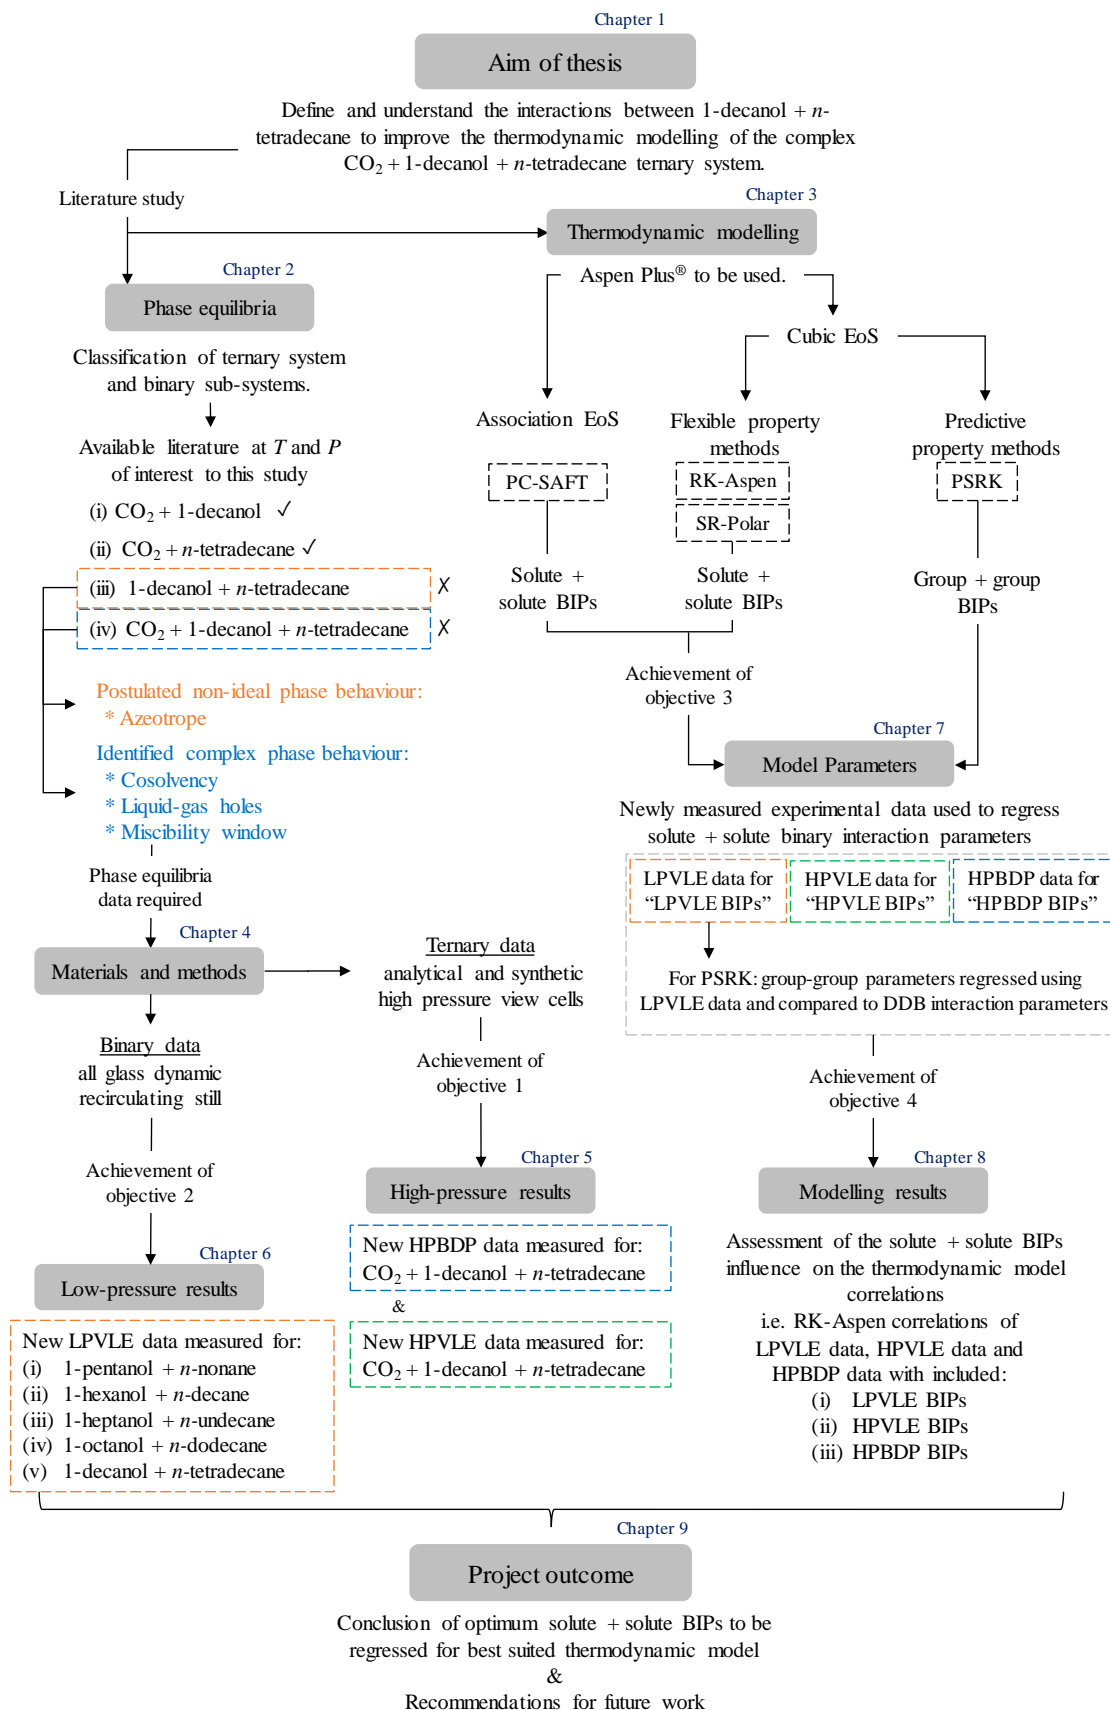 Chapter 1
Aim of thesis
Define and understand the interactions between 1-decanol + n-
tetradecane to improve the thermodynamic modelling of the complex
CO₂ + 1-decanol + n-tetradecane ternary system.
Literature study
Chapter 3
Thermodynamic modelling
Aspen Plus® to be used.
Chapter 2
Phase equilibria
Classification of ternary system
and binary sub-systems.
Available literature at T and P
of interest to this study
(i) CO₂ + 1-decanol ✓
(ii) CO₂ + n-tetradecane ✓
(iii) 1-decanol + n-tetradecane ✗
(iv) CO₂ + 1-decanol + n-tetradecane ✗
Postulated non-ideal phase behaviour:
* Azeotrope
Identified complex phase behaviour:
* Cosolvency
* Liquid-gas holes
* Miscibility window
Phase equilibria
data required
Cubic EoS
Association EoS
PC-SAFT
Solute +
solute BIPs
Flexible property
methods
RK-Aspen
SR-Polar
Solute +
solute BIPs
Predictive
property methods
PSRK
Group + group
BIPs
Achievement of
objective 3
Chapter 7
Model Parameters
Newly measured experimental data used to regress
solute + solute binary interaction parameters
LPVLE data for
“LPVLE BIPs”
HPVLE data for
“HPVLE BIPs”
HPBDP data for
“HPBDP BIPs”
For PSRK: group-group parameters regressed using
LPVLE data and compared to DDB interaction parameters
Achievement of
objective 4
Chapter 4
Materials and methods
Ternary data
analytical and synthetic
high pressure view cells
Achievement of
objective 1
Binary data
all glass dynamic
recirculating still
Achievement of
objective 2
Chapter 5
High-pressure results
New HPBDP data measured for:
CO₂ + 1-decanol + n-tetradecane
&
New HPVLE data measured for:
CO₂ + 1-decanol + n-tetradecane
Chapter 6
Low-pressure results
New LPVLE data measured for:
(i) 1-pentanol + n-nonane
(ii) 1-hexanol + n-decane
(iii) 1-heptanol + n-undecane
(iv) 1-octanol + n-dodecane
(v) 1-decanol + n-tetradecane
Chapter 8
Modelling results
Assessment of the solute + solute BIPs
influence on the thermodynamic model
correlations
i.e. RK-Aspen correlations of
LPVLE data, HPVLE data and
HPBDP data with included:
(i) LPVLE BIPs
(ii) HPVLE BIPs
(iii) HPBDP BIPs
Chapter 9
Project outcome
Conclusion of optimum solute + solute BIPs to be
regressed for best suited thermodynamic model
&
Recommendations for future work